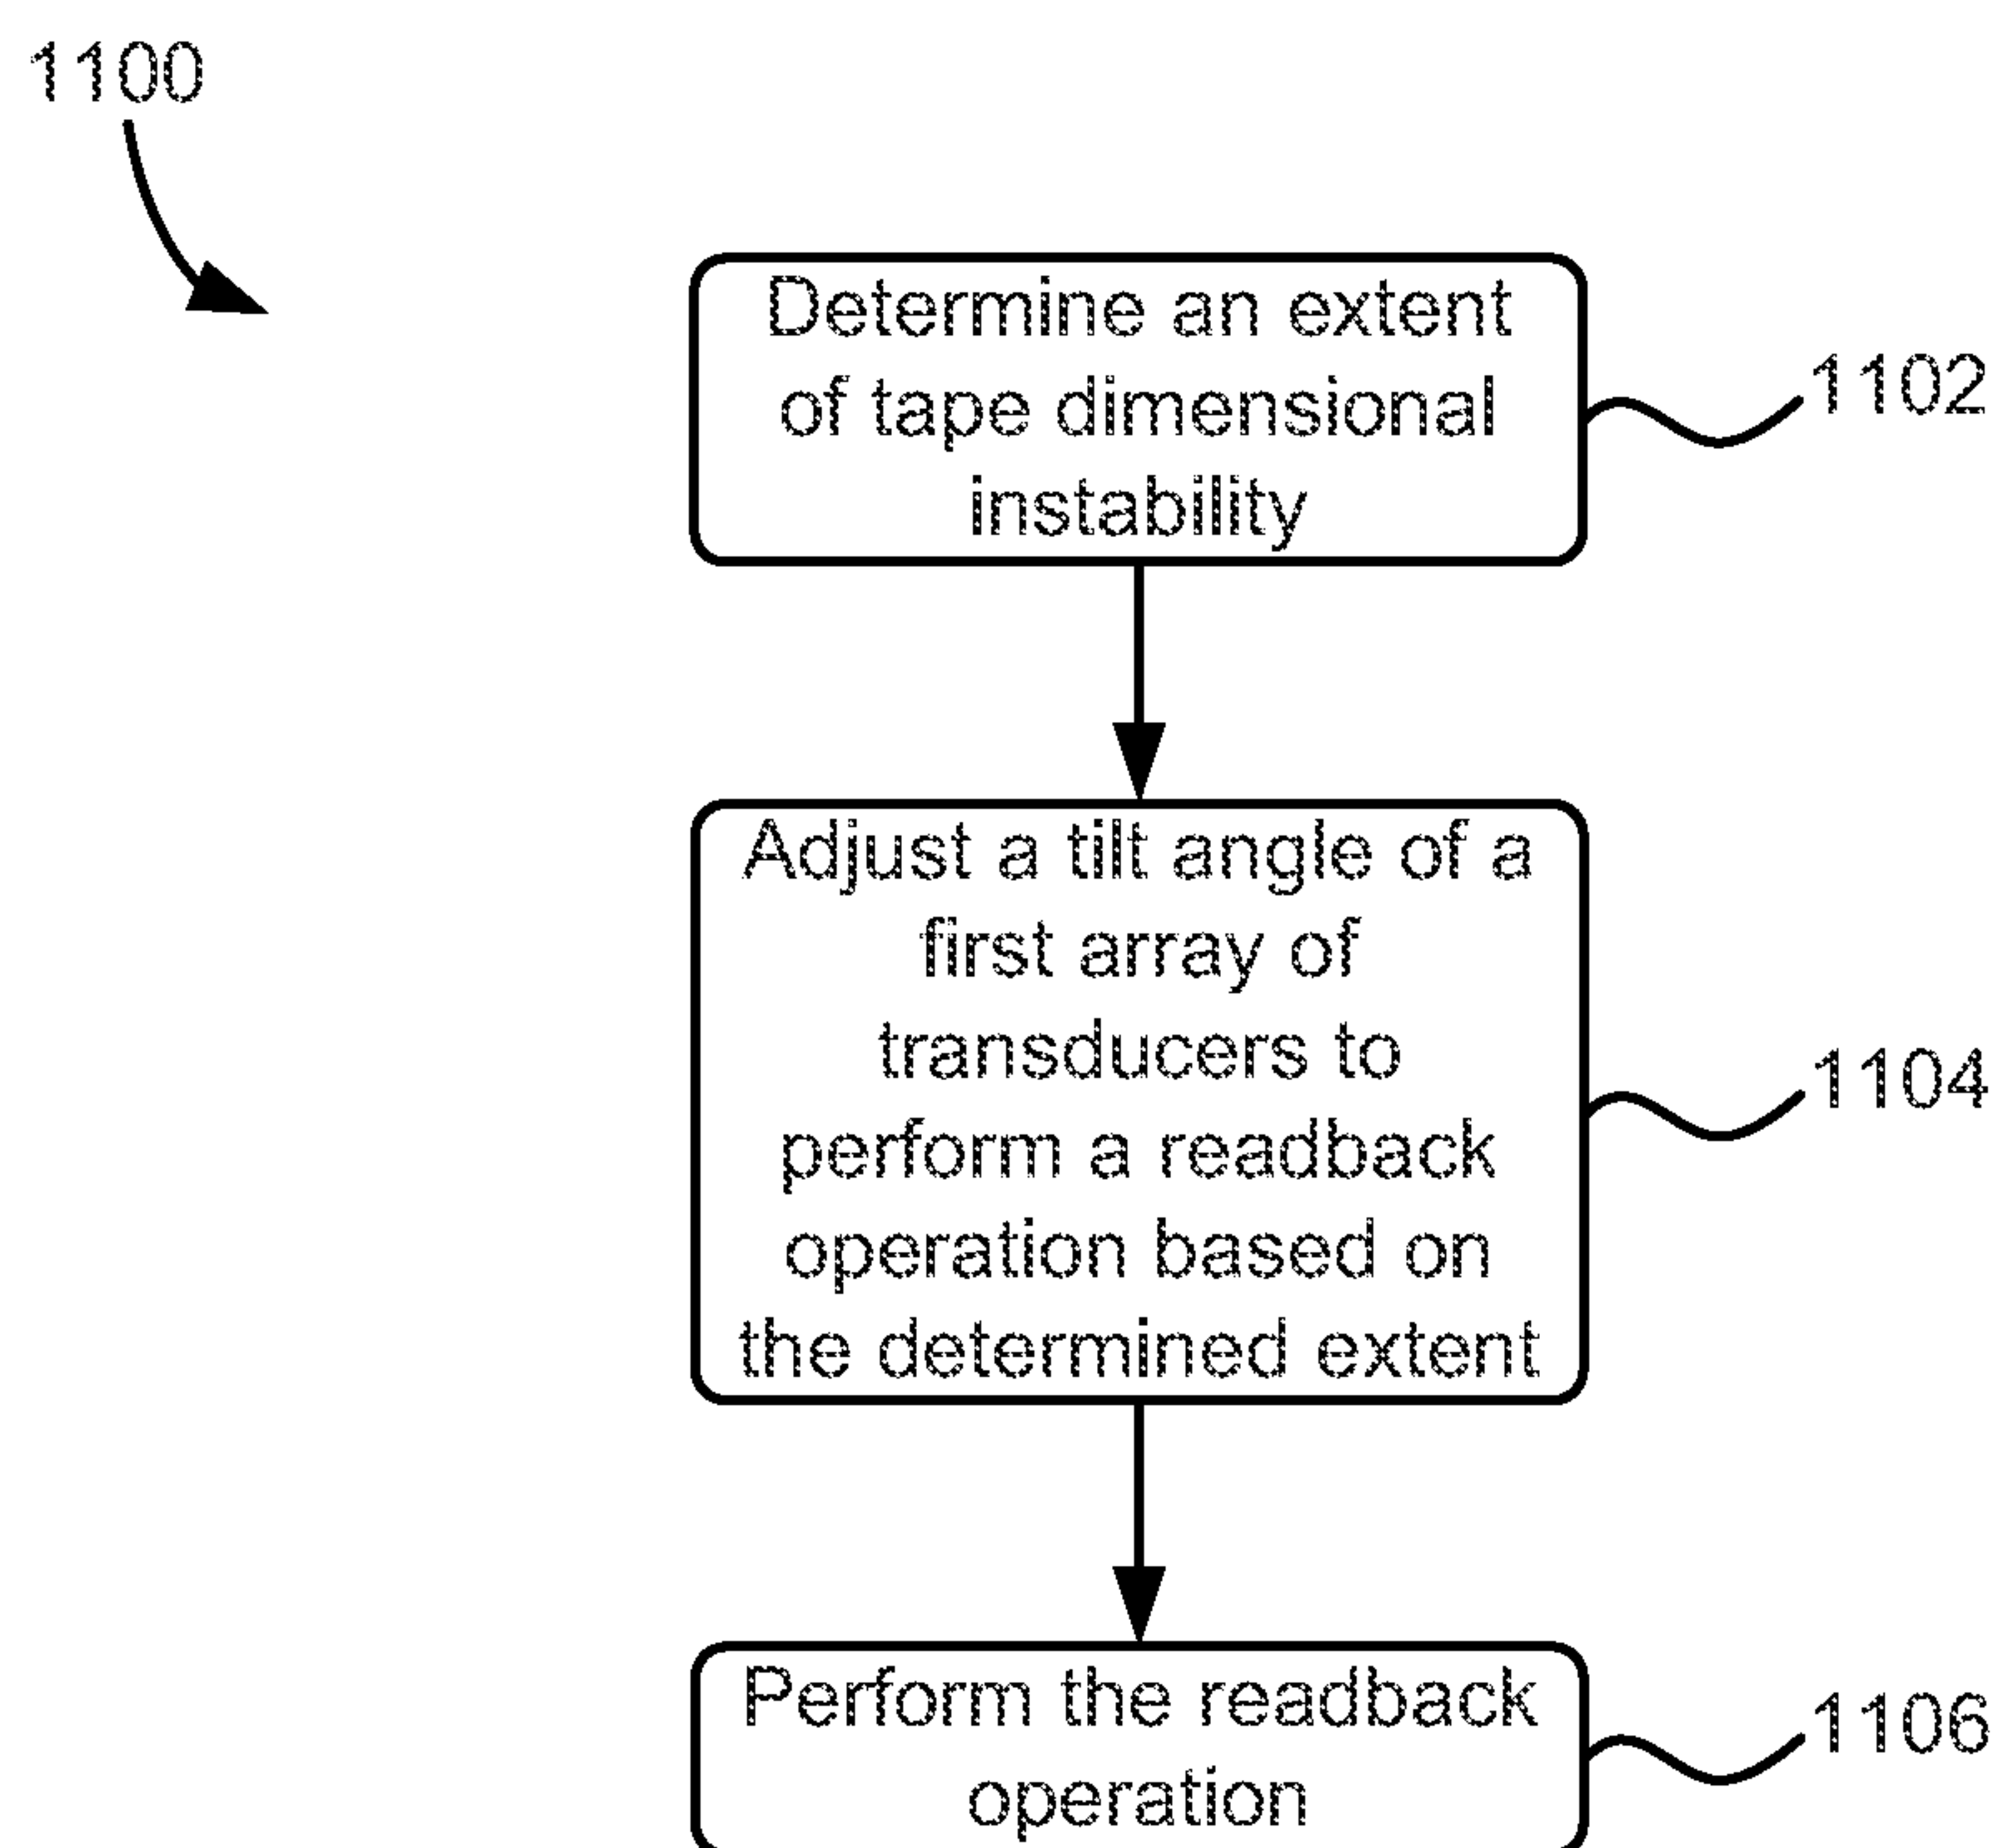 1100
Determine an extent
of tape dimensional
instability
1102
Adjust a tilt angle of a
first array of
transducers to
perform a readback
operation based on
the determined extent
1104
Perform the readback
operation
1106